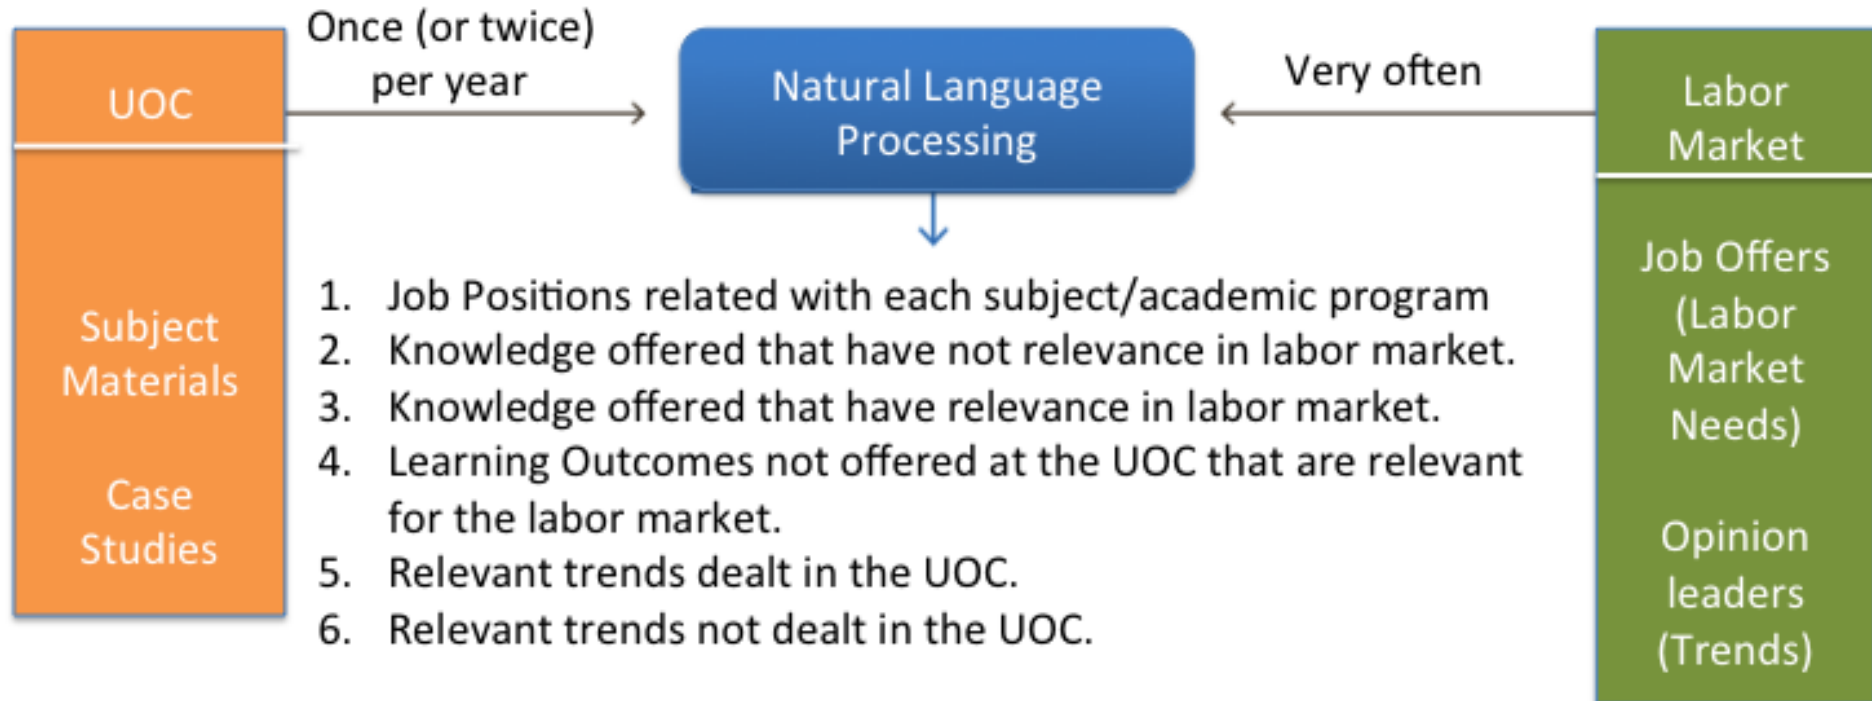 UOC
Subject
Materials
Case
Studies
Once (or twice)
per year
Natural Language
Processing
Very often
1. Job Positions related with each subject/academic program
2. Knowledge offered that have not relevance in labor market.
3. Knowledge offered that have relevance in labor market.
4. Learning Outcomes not offered at the UOC that are relevant
for the labor market.
5. Relevant trends dealt in the UOC.
6. Relevant trends not dealt in the UOC.
Labor
Market
Job Offers
(Labor
Market
Needs)
Opinion
leaders
(Trends)